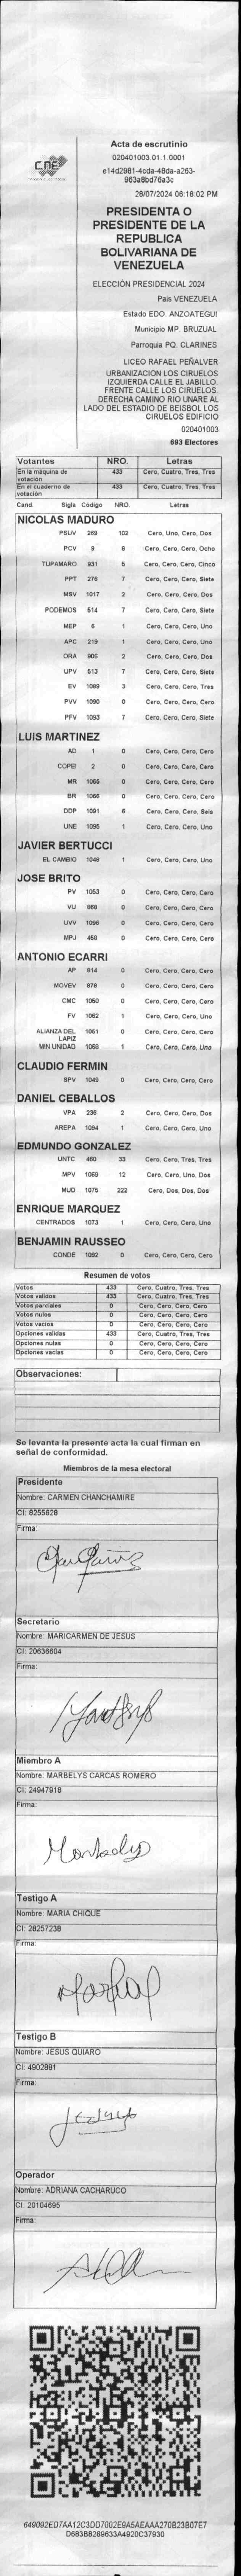 CNE
Acta de escrutinio
020401003.01.1.0001
e14d2981-4cda-48da-a263-
963a8bd76a3c
28/07/2024 06:18:02 PM
PRESIDENTA O
PRESIDENTE DE LA
REPUBLICA
BOLIVARIANA DE
VENEZUELA
ELECCIÓN PRESIDENCIAL 2024
Pais VENEZUELA
Estado EDO. ANZOATEGUI
Municipio MP. BRUZUAL
Parroquia PQ. CLARINES
LICEO RAFAEL PEÑALVER
URBANIZACION LOS CIRUELOS
IZQUIERDA CALLE EL JABILLO.
FRENTE CALLE LOS CIRUELOS.
DERECHA CAMINO RIO UNARE AL
LADO DEL ESTADIO DE BEISBOL LOS
CIRUELOS EDIFICIO
020401003
693 Electores
Votantes NRO. Letras
En la máquina de votación 433 Cero, Cuatro, Tres, Tres
En el cuaderno de votación 433 Cero, Cuatro, Tres, Tres
Cand. Sigla Código NRO. Letras
NICOLAS MADURO
PSUV 269 102 Cero, Uno, Cero, Dos
PCV 9 8 Cero, Cero, Cero, Ocho
TUPAMARO 931 5 Cero, Cero, Cero, Cinco
PPT 276 7 Cero, Cero, Cero, Siete
MSV 1017 2 Cero, Cero, Cero, Dos
PODEMOS 514 7 Cero, Cero, Cero, Siete
MEP 6 1 Cero, Cero, Cero, Uno
APC 219 1 Cero, Cero, Cero, Uno
ORA 906 2 Cero, Cero, Cero, Dos
UPV 513 7 Cero, Cero, Cero, Siete
EV 1089 3 Cero, Cero, Cero, Tres
PVV 1090 0 Cero, Cero, Cero, Cero
PFV 1093 7 Cero, Cero, Cero, Siete
LUIS MARTINEZ
AD 1 0 Cero, Cero, Cero, Cero
COPEI 2 0 Cero, Cero, Cero, Cero
MR 1065 0 Cero, Cero, Cero, Cero
BR 1066 0 Cero, Cero, Cero, Cero
DDP 1091 6 Cero, Cero, Cero, Seis
UNE 1095 1 Cero, Cero, Cero, Uno
JAVIER BERTUCCI
EL CAMBIO 1048 1 Cero, Cero, Cero, Uno
JOSE BRITO
PV 1053 0 Cero, Cero, Cero, Cero
VU 868 0 Cero, Cero, Cero, Cero
UVV 1096 0 Cero, Cero, Cero, Cero
MPJ 458 0 Cero, Cero, Cero, Cero
ANTONIO ECARRI
AP 814 0 Cero, Cero, Cero, Cero
MOVEV 878 0 Cero, Cero, Cero, Cero
CMC 1050 0 Cero, Cero, Cero, Cero
FV 1062 1 Cero, Cero, Cero, Uno
ALIANZA DEL LAPIZ 1061 0 Cero, Cero, Cero, Cero
MIN UNIDAD 1068 1 Cero, Cero, Cero, Uno
CLAUDIO FERMIN
SPV 1049 0 Cero, Cero, Cero, Cero
DANIEL CEBALLOS
VPA 236 2 Cero, Cero, Cero, Dos
AREPA 1094 1 Cero, Cero, Cero, Uno
EDMUNDO GONZALEZ
UNTC 460 33 Cero, Cero, Tres, Tres
MPV 1069 12 Cero, Cero, Uno, Dos
MUD 1075 222 Cero, Dos, Dos, Dos
ENRIQUE MARQUEZ
CENTRADOS 1073 1 Cero, Cero, Cero, Uno
BENJAMIN RAUSSEO
CONDE 1092 0 Cero, Cero, Cero, Cero
Resumen de votos
Votos 433 Cero, Cuatro, Tres, Tres
Votos validos 433 Cero, Cuatro, Tres, Tres
Votos parciales 0 Cero, Cero, Cero, Cero
Votos nulos 0 Cero, Cero, Cero, Cero
Votos vacios 0 Cero, Cero, Cero, Cero
Opciones validas 433 Cero, Cuatro, Tres, Tres
Opciones nulas 0 Cero, Cero, Cero, Cero
Opciones vacias 0 Cero, Cero, Cero, Cero
Observaciones:
Se levanta la presente acta la cual firman en
señal de conformidad.
Miembros de la mesa electoral
Presidente
Nombre: CARMEN CHANCHAMIRE
CI: 8255628
Firma:
Secretario
Nombre: MARICARMEN DE JESUS
CI: 20636604
Firma:
Miembro A
Nombre: MARBELYS CARCAS ROMERO
CI: 24947918
Firma:
Testigo A
Nombre: MARIA CHIQUE
CI: 28257238
Firma:
Testigo B
Nombre: JESUS QUIARO
CI: 4902881
Firma:
Operador
Nombre: ADRIANA CACHARUCO
CI: 20104695
Firma:
649092ED7AA12C3DD7002E9A5AEAAA270B23B07E7
D683B8289633A4920C37930